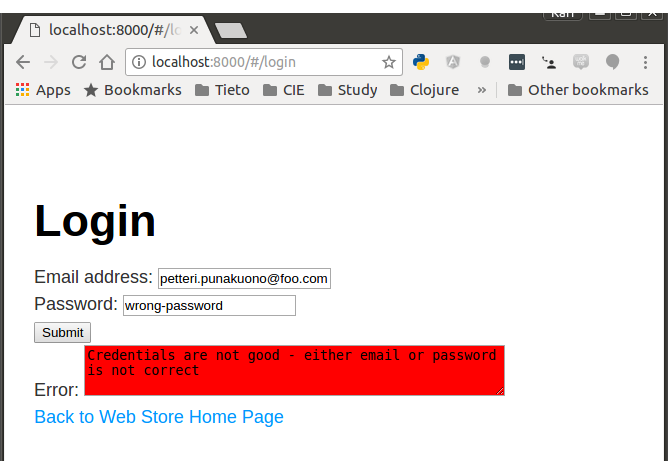 Kari
localhost:8000/#/lo
localhost:8000/#/login
Apps Bookmarks Tieto CIE Study Clojure » Other bookmarks
Login
Email address: petteri.punakuono@foo.com
Password: wrong-password
Submit
Credentials are not good - either email or password
is not correct
Error:
Back to Web Store Home Page